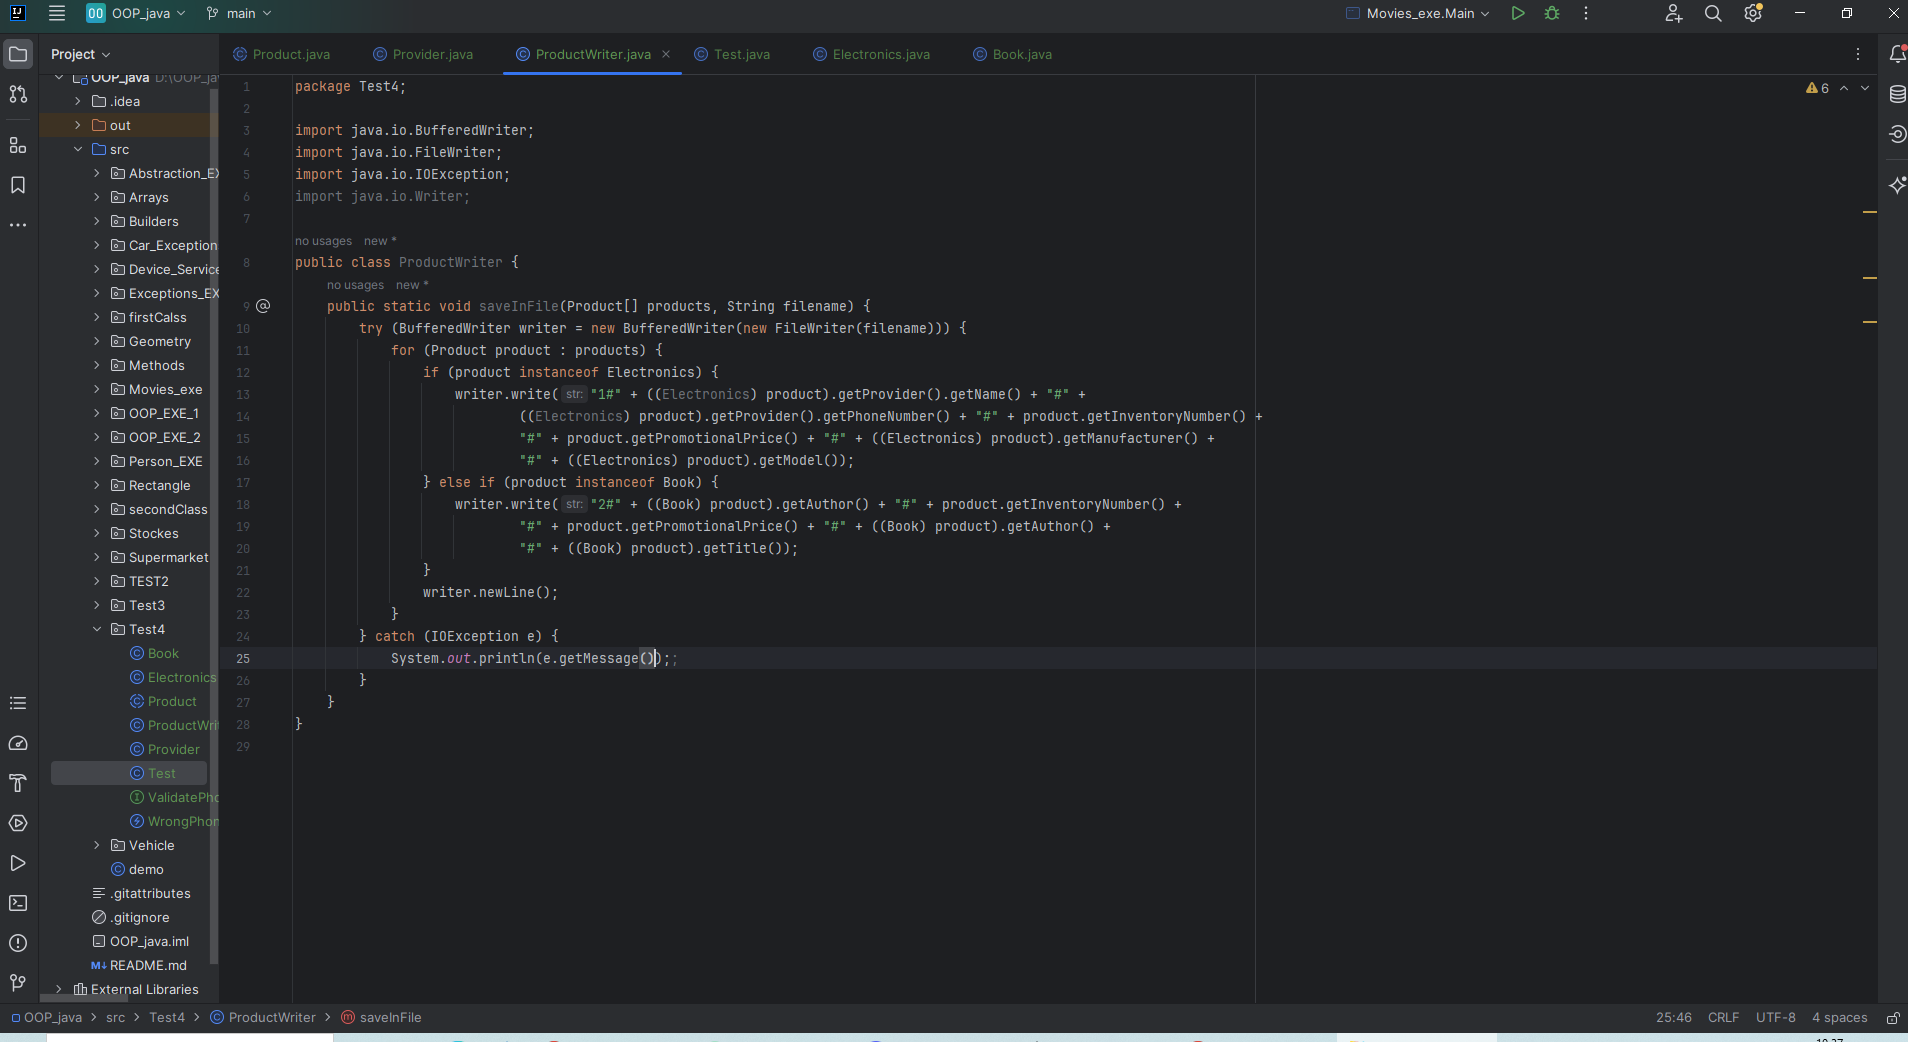 OO OOP_java main Movies_exe.Main
Project
Product.java Provider.java ProductWriter.java Test.java Electronics.java Book.java
OOP_java D:\OOP_ja
.idea
out
src
Abstraction_EX
Arrays
Builders
Car_Exception
Device_Service
Exceptions_EX
firstCalss
Geometry
Methods
Movies_exe
OOP_EXE_1
OOP_EXE_2
Person_EXE
Rectangle
secondClass
Stockes
Supermarket
TEST2
Test3
Test4
Book
Electronics
Product
ProductWri
Provider
Test
ValidatePho
WrongPhon
Vehicle
demo
.gitattributes
.gitignore
OOP_java.iml
M↓ README.md
External Libraries
6
1 package Test4;
2
3 import java.io.BufferedWriter;
4 import java.io.FileWriter;
5 import java.io.IOException;
6 import java.io.Writer;
7
no usages new *
8 public class ProductWriter {
no usages new *
9 @ public static void saveInFile(Product[] products, String filename) {
10 try (BufferedWriter writer = new BufferedWriter(new FileWriter(filename))) {
11 for (Product product : products) {
12 if (product instanceof Electronics) {
13 writer.write( str: "1#" + ((Electronics) product).getProvider().getName() + "#" +
14 ((Electronics) product).getProvider().getPhoneNumber() + "#" + product.getInventoryNumber() +
15 "#" + product.getPromotionalPrice() + "#" + ((Electronics) product).getManufacturer() +
16 "#" + ((Electronics) product).getModel());
17 } else if (product instanceof Book) {
18 writer.write( str: "2#" + ((Book) product).getAuthor() + "#" + product.getInventoryNumber() +
19 "#" + product.getPromotionalPrice() + "#" + ((Book) product).getAuthor() +
20 "#" + ((Book) product).getTitle());
21 }
22 writer.newLine();
23 }
24 } catch (IOException e) {
25 System.out.println(e.getMessage());;
26 }
27 }
28 }
29
OOP_java > src > Test4 > ProductWriter > saveInFile
25:46 CRLF UTF-8 4 spaces